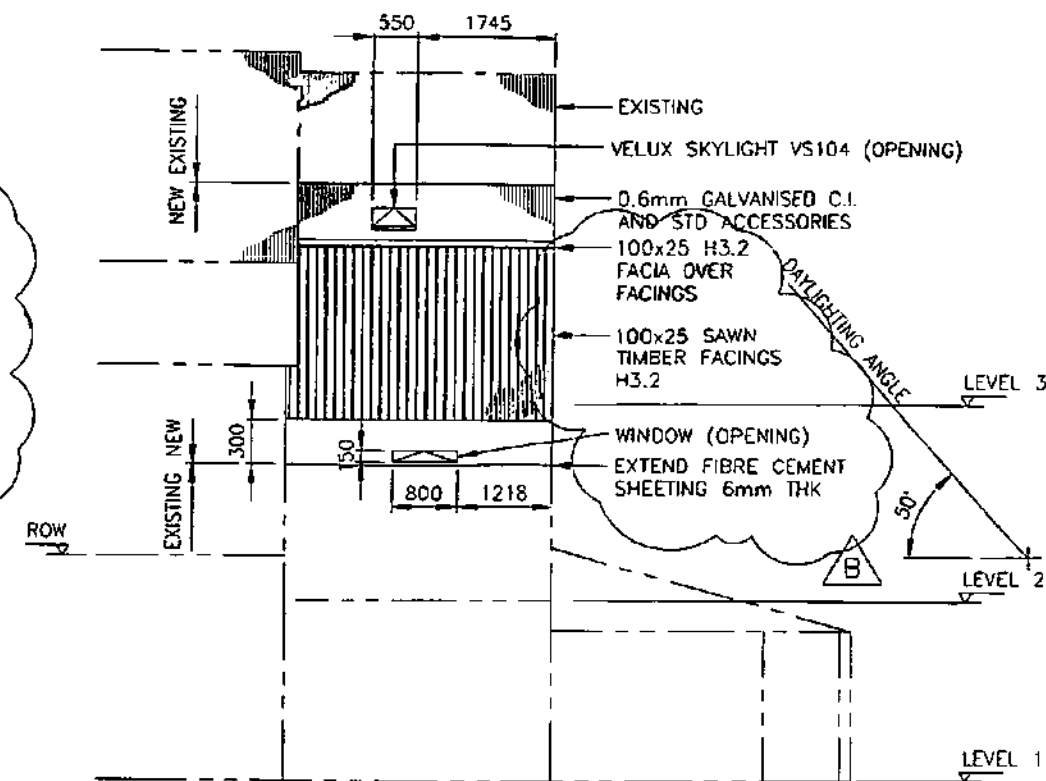 550
1745
EXISTING
VELUX SKYLIGHT VS104 (OPENING)
NEW EXISTING
0.6mm GALVANISED C.I.
AND STD ACCESSORIES
100x25 H3.2
FACIA OVER
FACINGS
DAYLIGHTING ANGLE
100x25 SAWN
TIMBER FACINGS
H3.2
LEVEL 3
300
150
WINDOW (OPENING)
EXTEND FIBRE CEMENT
SHEETING 6mm THK
EXISTING NEW
800
1218
50°
ROW
B
LEVEL 2
LEVEL 1